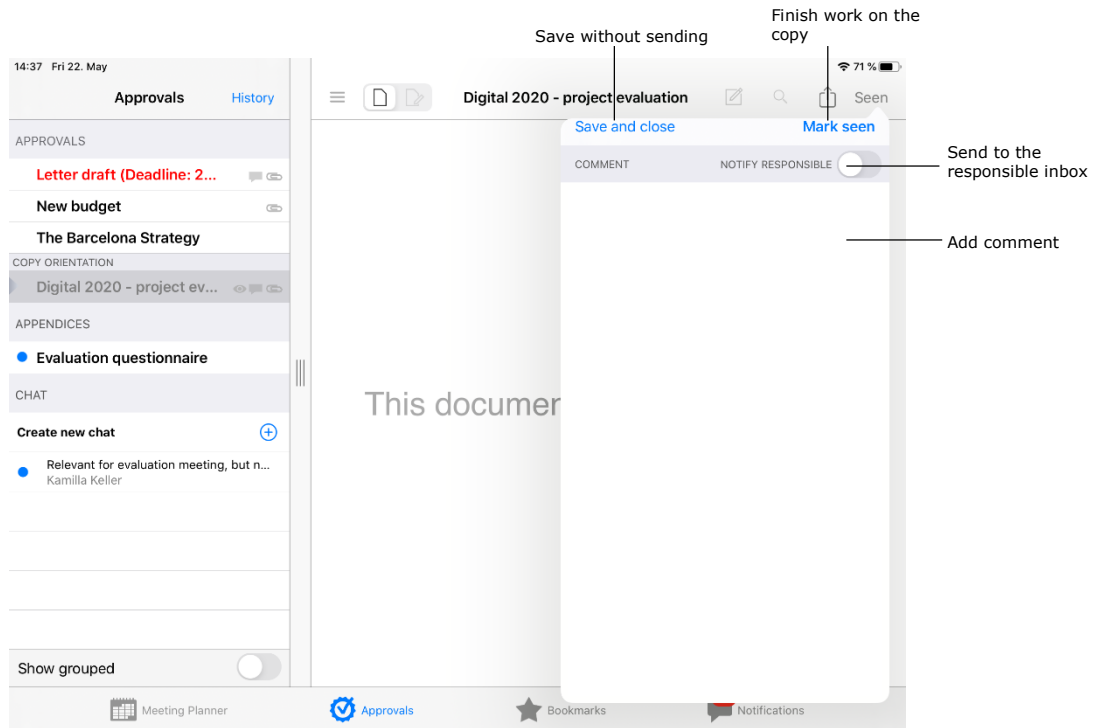 Finish work on the
copy
Save without sending
14:37 Fri 22. May
71 %
Approvals
History
Digital 2020 - project evaluation
Seen
Save and close
Mark seen
APPROVALS
COMMENT
NOTIFY RESPONSIBLE
Send to the
responsible inbox
Letter draft (Deadline: 2...
New budget
The Barcelona Strategy
Add comment
COPY ORIENTATION
Digital 2020 - project ev...
APPENDICES
Evaluation questionnaire
CHAT
This documen
Create new chat
Relevant for evaluation meeting, but n...
Kamilla Keller
Show grouped
Meeting Planner
Approvals
Bookmarks
Notifications